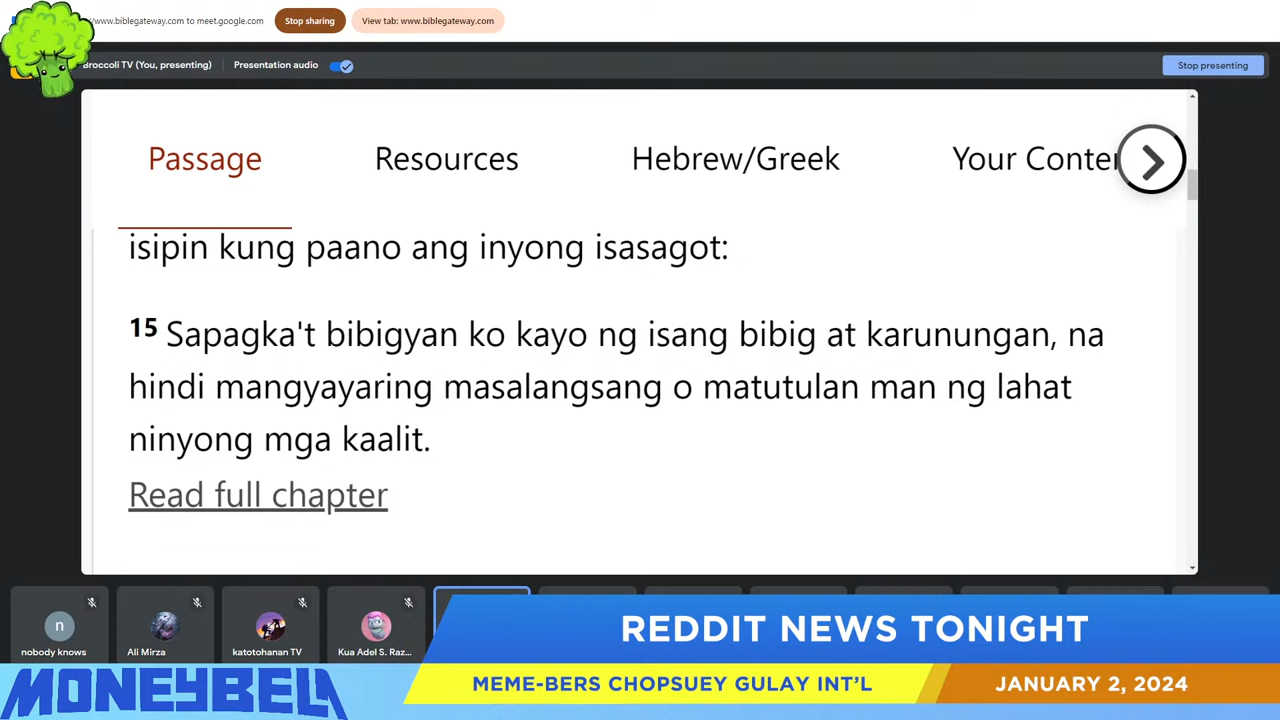 //www.biblegateway.com to meet.google.com
Stop sharing
View tab: www.biblegateway.com
Broccoli TV (You, presenting)
Presentation audio
Stop presenting
Passage
Resources
Hebrew/Greek
Your Conten
isipin kung paano ang inyong isasagot:
15 Sapagka't bibigyan ko kayo ng isang bibig at karunungan, na
hindi mangyayaring masalangsang o matutulan man ng lahat
ninyong mga kaalit.
Read full chapter
n
nobody knows
Ali Mirza
katotohanan TV
Kua Adel S. Raz...
REDDIT NEWS TONIGHT
MONEYBELA
MEME-BERS CHOPSUEY GULAY INT'L
JANUARY 2, 2024